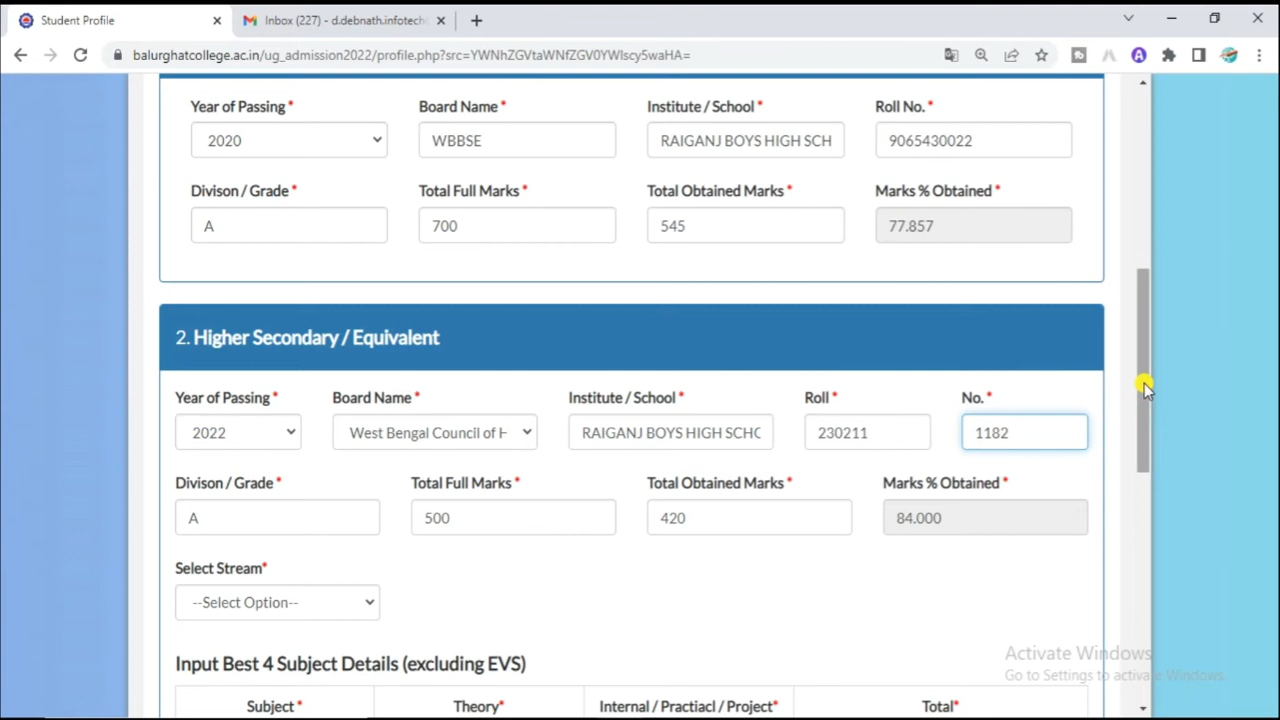 Student Profile
Inbox (227) - d.debnath.infotech
balurghatcollege.ac.in/ug_admission2022/profile.php?src=YWNhZGVtaWNfZGV0YWlscy5waHA=
Year of Passing * Board Name * Institute / School * Roll No. *
2020 WBBSE RAIGANJ BOYS HIGH SCH 9065430022
Divison / Grade * Total Full Marks * Total Obtained Marks * Marks % Obtained *
A 700 545 77.857
2. Higher Secondary / Equivalent
Year of Passing * Board Name * Institute / School * Roll * No. *
2022 West Bengal Council of H RAIGANJ BOYS HIGH SCHC 230211 1182
Divison / Grade * Total Full Marks * Total Obtained Marks * Marks % Obtained *
A 500 420 84.000
Select Stream*
--Select Option--
Input Best 4 Subject Details (excluding EVS)
Subject * Theory* Internal / Practiacl / Project* Total*
Activate Windows
Go to Settings to activate Windows.